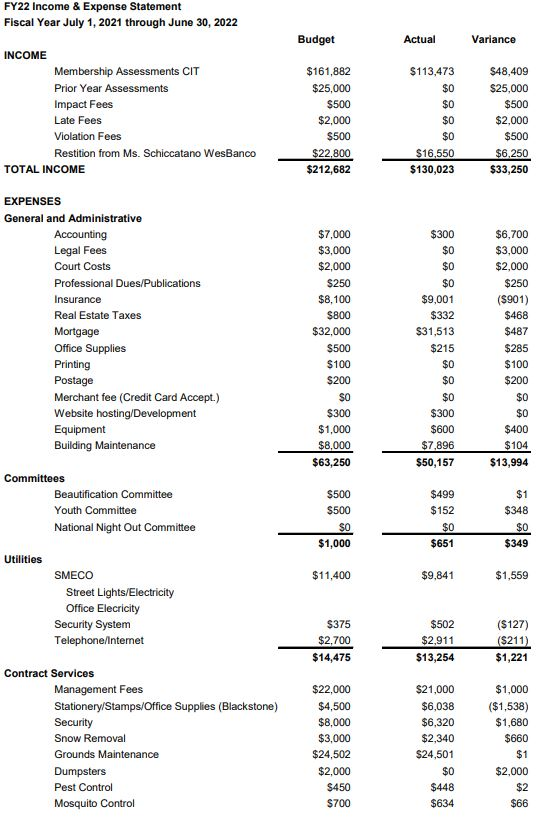 FY22 Income & Expense Statement
Fiscal Year July 1, 2021 through June 30, 2022
Budget Actual Variance
INCOME
Membership Assessments CIT $161,882 $113,473 $48,409
Prior Year Assessments $25,000 $0 $25,000
Impact Fees $500 $0 $500
Late Fees $2,000 $0 $2,000
Violation Fees $500 $0 $500
Restition from Ms. Schiccatano WesBanco $22,800 $16,550 $6,250
TOTAL INCOME $212,682 $130,023 $33,250
EXPENSES
General and Administrative
Accounting $7,000 $300 $6,700
Legal Fees $3,000 $0 $3,000
Court Costs $2,000 $0 $2,000
Professional Dues/Publications $250 $0 $250
Insurance $8,100 $9,001 ($901)
Real Estate Taxes $800 $332 $468
Mortgage $32,000 $31,513 $487
Office Supplies $500 $215 $285
Printing $100 $0 $100
Postage $200 $0 $200
Merchant fee (Credit Card Accept.) $0 $0 $0
Website hosting/Development $300 $300 $0
Equipment $1,000 $600 $400
Building Maintenance $8,000 $7,896 $104
$63,250 $50,157 $13,994
Committees
Beautification Committee $500 $499 $1
Youth Committee $500 $152 $348
National Night Out Committee $0 $0 $0
$1,000 $651 $349
Utilities
SMECO $11,400 $9,841 $1,559
Street Lights/Electricity
Office Elecricity
Security System $375 $502 ($127)
Telephone/Internet $2,700 $2,911 ($211)
$14,475 $13,254 $1,221
Contract Services
Management Fees $22,000 $21,000 $1,000
Stationery/Stamps/Office Supplies (Blackstone) $4,500 $6,038 ($1,538)
Security $8,000 $6,320 $1,680
Snow Removal $3,000 $2,340 $660
Grounds Maintenance $24,502 $24,501 $1
Dumpsters $2,000 $0 $2,000
Pest Control $450 $448 $2
Mosquito Control $700 $634 $66